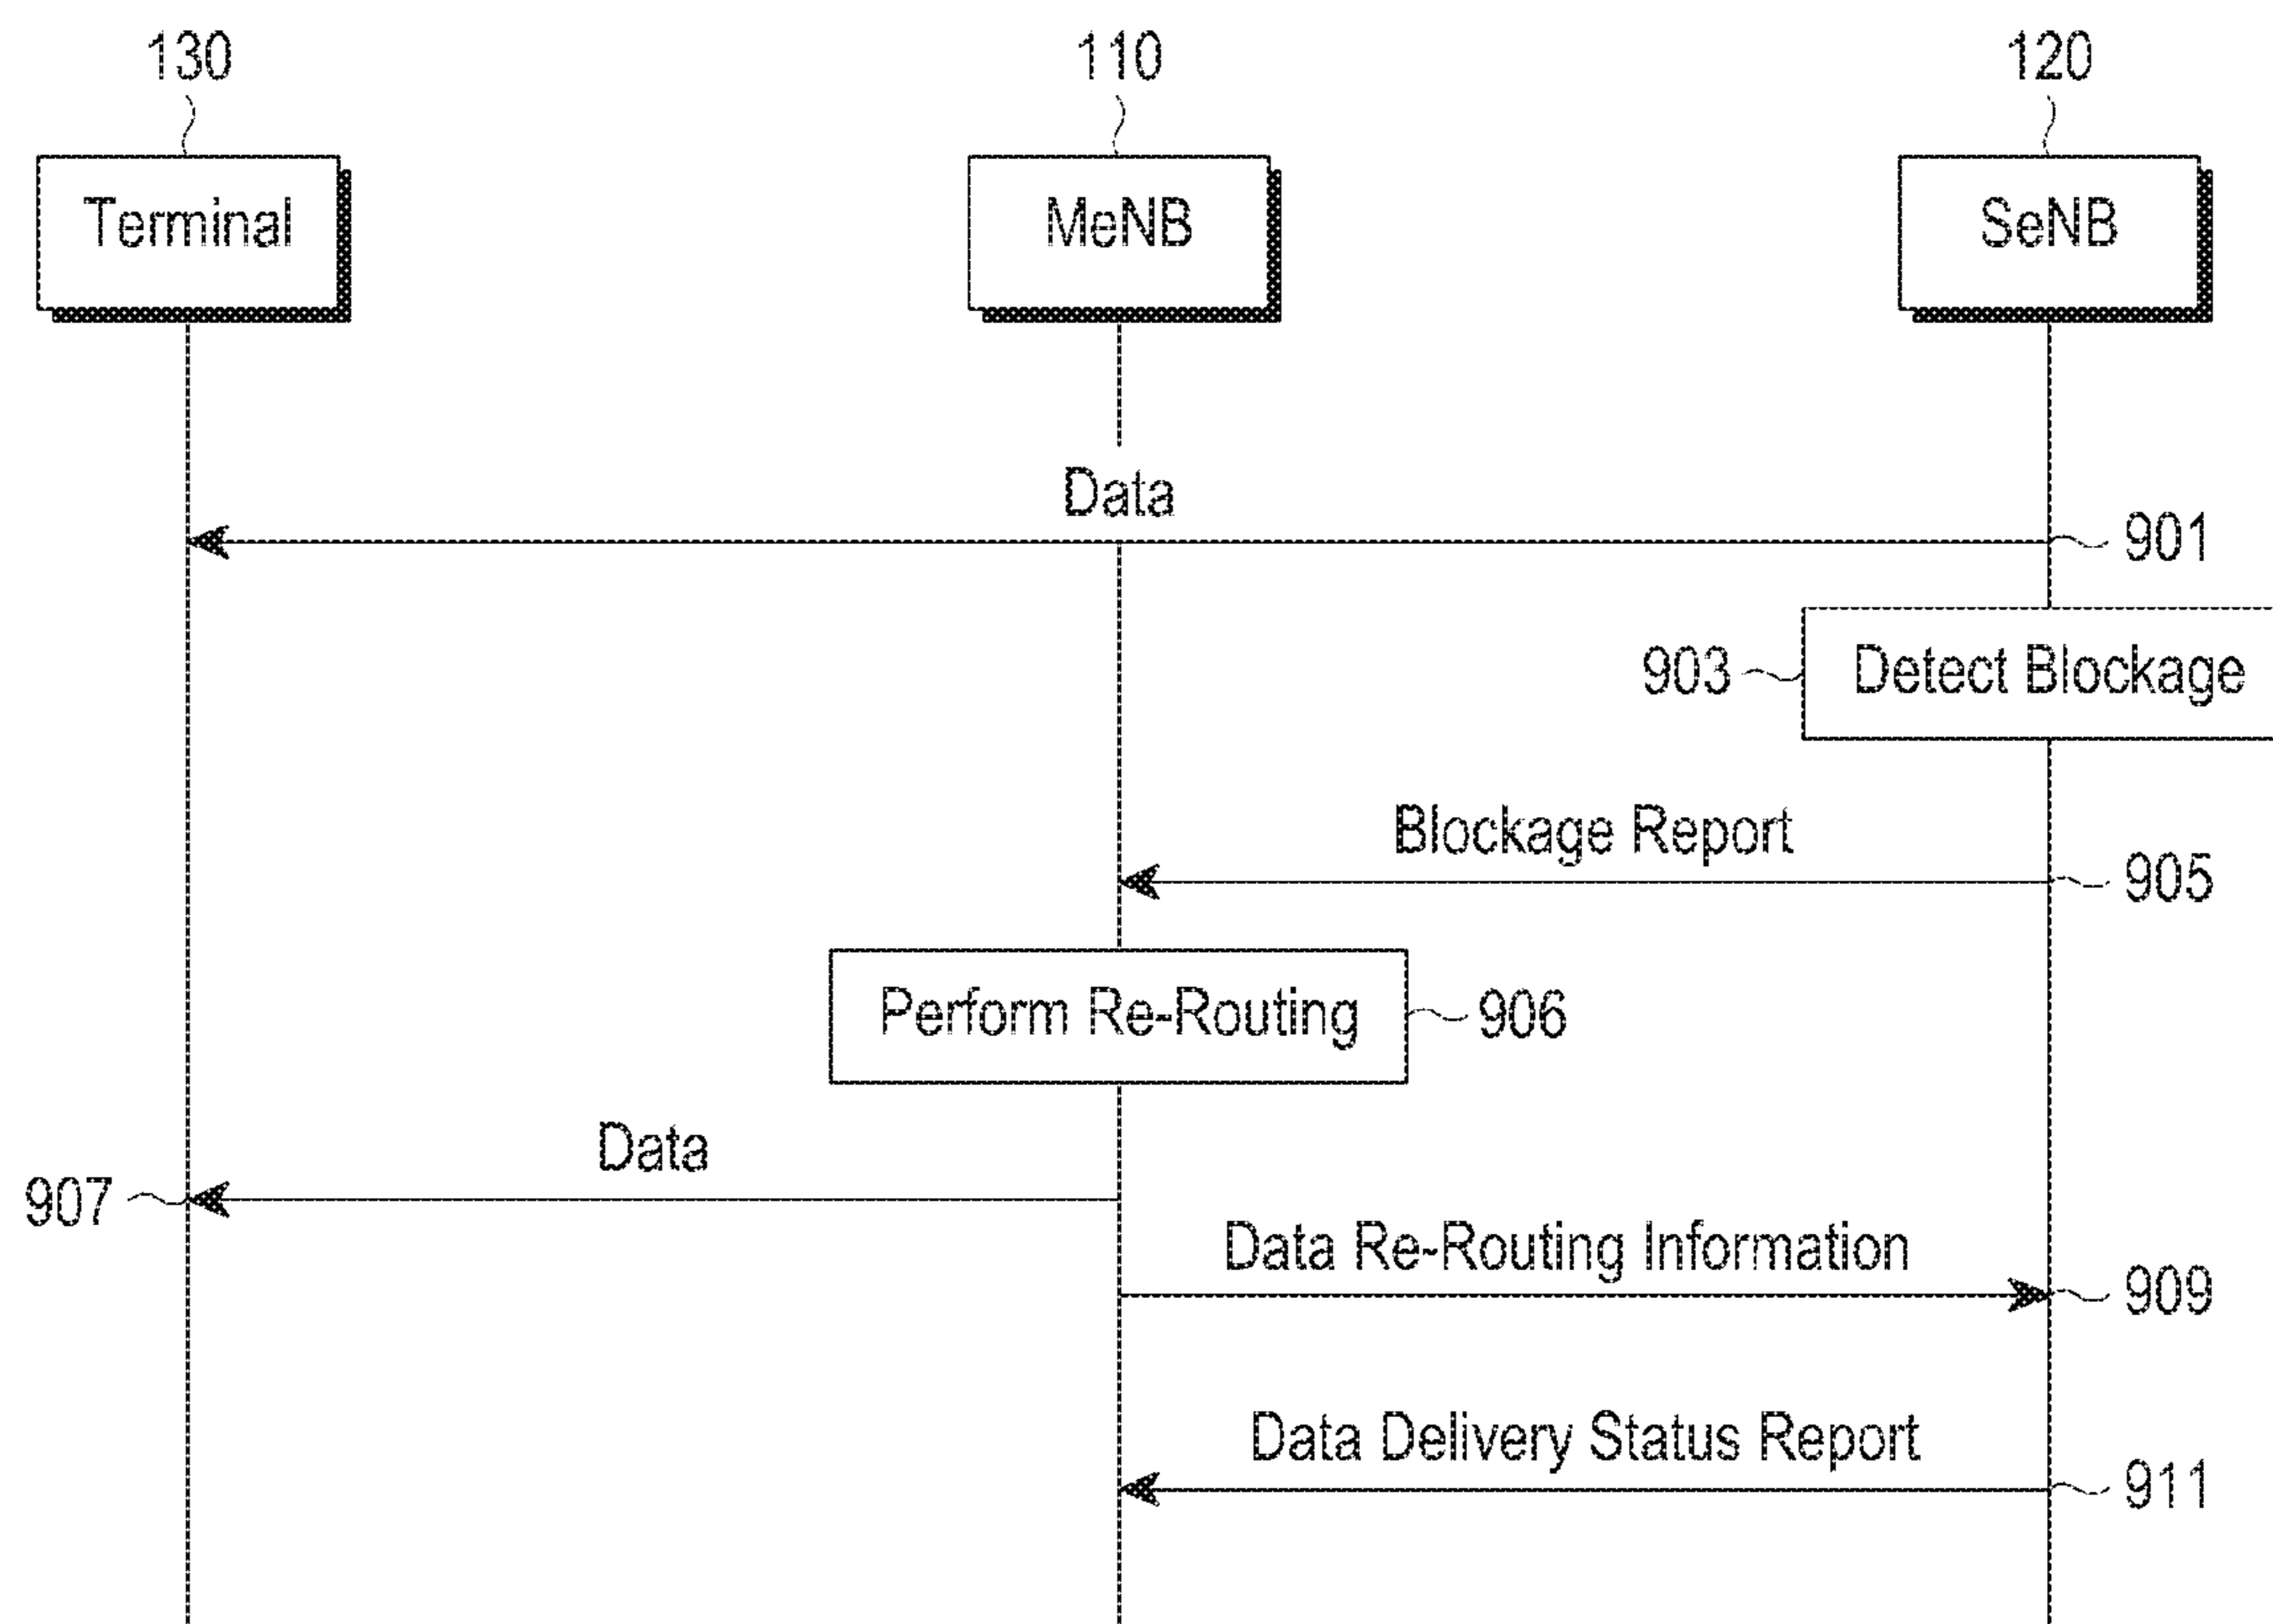 130
110
120
Terminal
MeNB
SeNB
Data
901
903
Detect Blockage
Blockage Report
905
Perform Re-Routing
906
Data
907
Data Re-Routing Information
909
Data Delivery Status Report
911